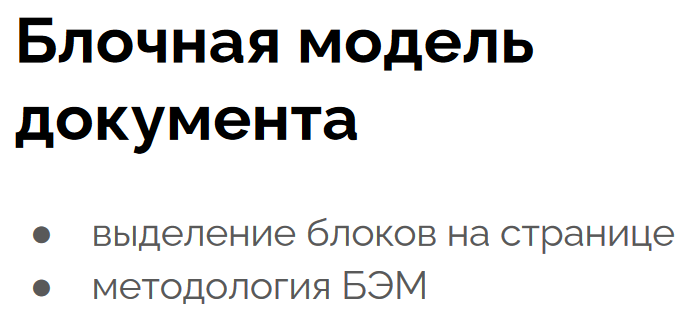 Блочная модель
документа
● выделение блоков на странице
● методология БЭМ